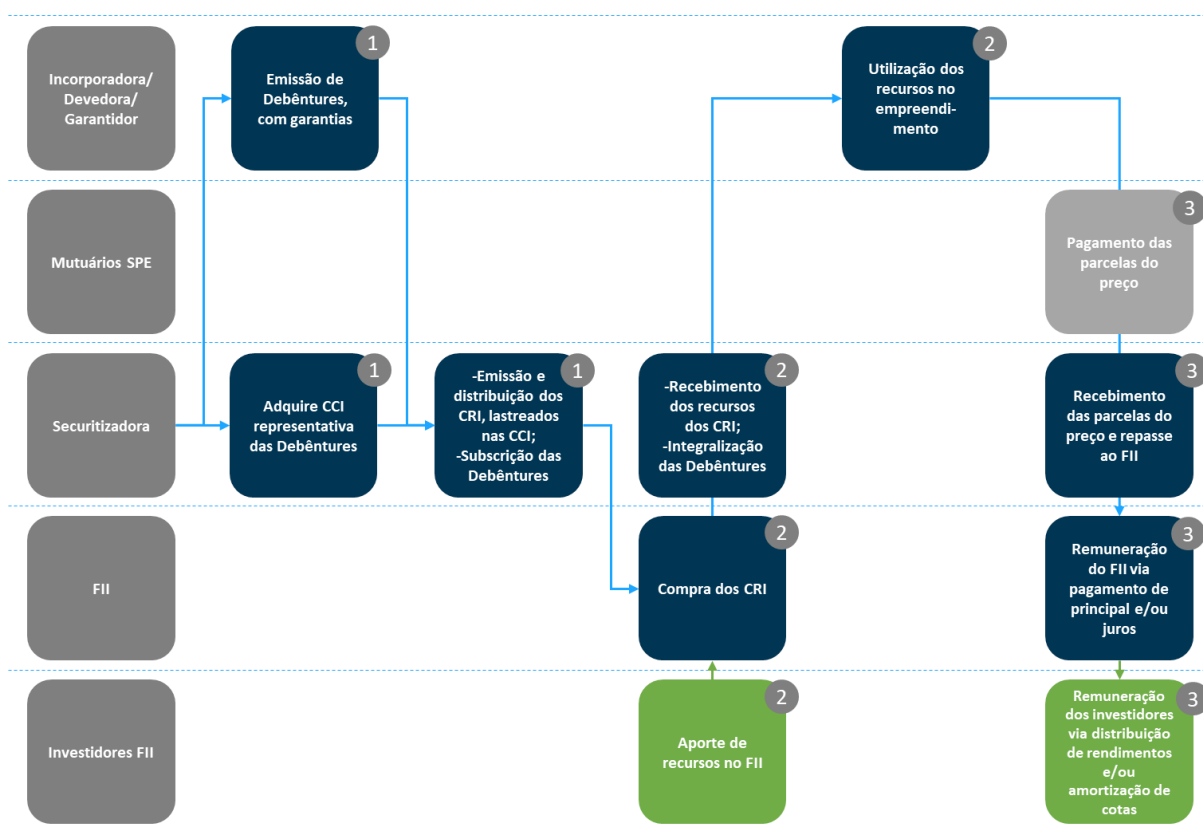 1
2
Incorporadora/
Devedora/
Garantidor
Emissão de
Debêntures,
com garantias
Utilização dos
recursos no
empreendi-
mento
3
Mutuários SPE
Pagamento das
parcelas do
preço
1
1
2
3
Securitizadora
Adquire CCI
representativa
das Debêntures
-Emissão e
distribuição dos
CRI, lastreados
nas CCI;
-Subscrição das
Debêntures
-Recebimento
dos recursos
dos CRI;
-Integralização
das Debêntures
Recebimento
das parcelas do
preço e repasse
ao FII
2
3
FII
Compra dos CRI
Remuneração
do FII via
pagamento de
principal e/ou
juros
2
3
Investidores FII
Aporte de
recursos no FII
Remuneração
dos investidores
via distribuição
de rendimentos
e/ou
amortização de
cotas